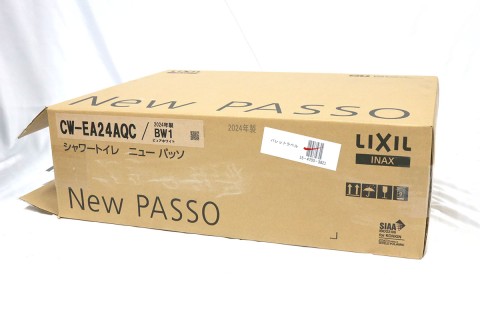 New PASSO
CW-EA24AQC / 2024年製
BW1
ピュアホワイト
2024年製
シャワートイレ ニュー パッソ
New PASSO
LIXIL
INAX
SIAA